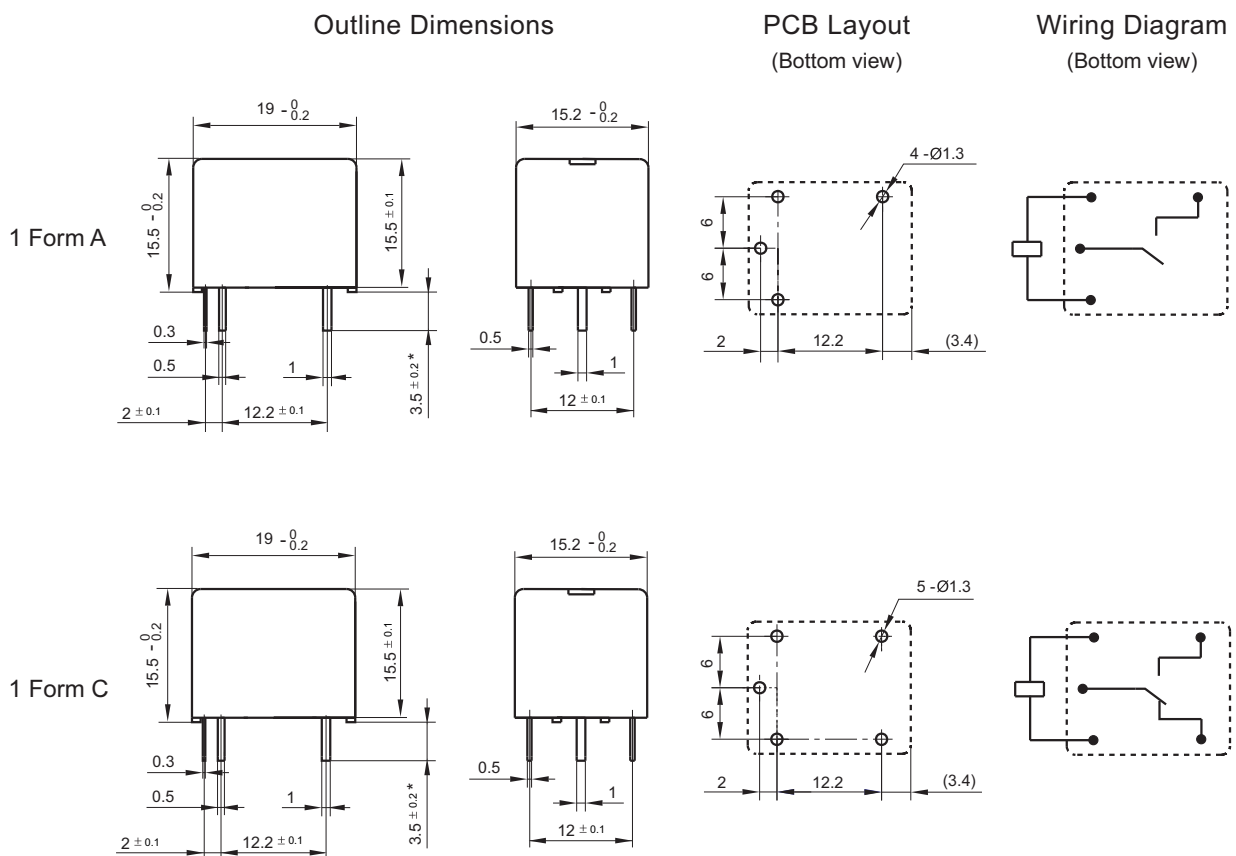 Outline Dimensions
PCB Layout
Wiring Diagram
(Bottom view)
(Bottom view)
1 Form A
19 -0 0.2
15.5 -0 0.2
15.5 ± 0.1
0.3
0.5
1
3.5 ± 0.2 *
2 ± 0.1
12.2 ± 0.1
15.2 -0 0.2
0.5
1
12 ± 0.1
4 -Ø1.3
6
6
2
12.2
(3.4)
1 Form C
19 -0 0.2
15.5 -0 0.2
15.5 ± 0.1
0.3
0.5
1
3.5 ± 0.2 *
2 ± 0.1
12.2 ± 0.1
15.2 -0 0.2
0.5
1
12 ± 0.1
5 -Ø1.3
6
6
2
12.2
(3.4)